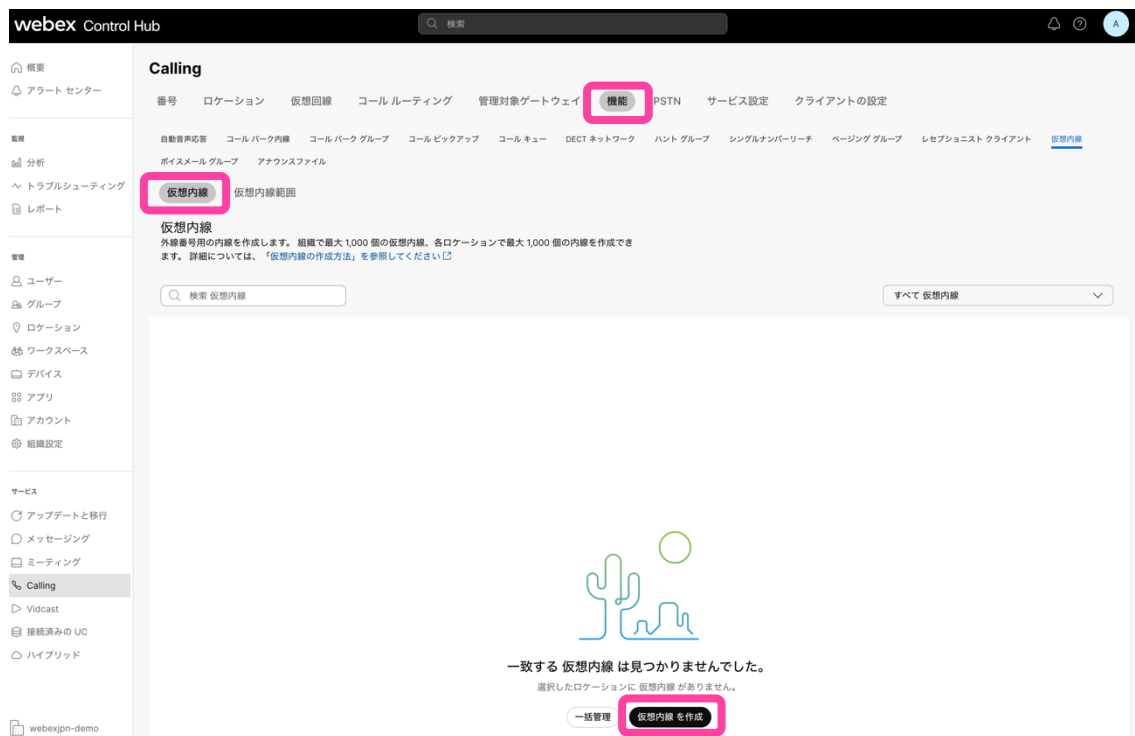 webex Control Hub
検索
A
概要
アラート センター
監視
分析
トラブルシューティング
レポート
管理
ユーザー
グループ
ロケーション
ワークスペース
デバイス
アプリ
アカウント
組織設定
サービス
アップデートと移行
メッセージング
ミーティング
Calling
Vidcast
接続済みの UC
ハイブリッド
webexjpn-demo
Calling
番号 ロケーション 仮想回線 コール ルーティング 管理対象ゲートウェイ 機能 PSTN サービス設定 クライアントの設定
自動音声応答 コール パーク内線 コール パーク グループ コール ピックアップ コール キュー DECT ネットワーク ハント グループ シングルナンバーリーチ ページング グループ レセプショニスト クライアント 仮想内線
ボイスメール グループ アナウンスファイル
仮想内線 仮想内線範囲
仮想内線
外線番号用の内線を作成します。 組織で最大 1,000 個の仮想内線、各ロケーションで最大 1,000 個の内線を作成でき
ます。 詳細については、「仮想内線の作成方法」を参照してください
検索 仮想内線
すべて 仮想内線
一致する 仮想内線 は見つかりませんでした。
選択したロケーションに 仮想内線 がありません。
一括管理 仮想内線 を作成